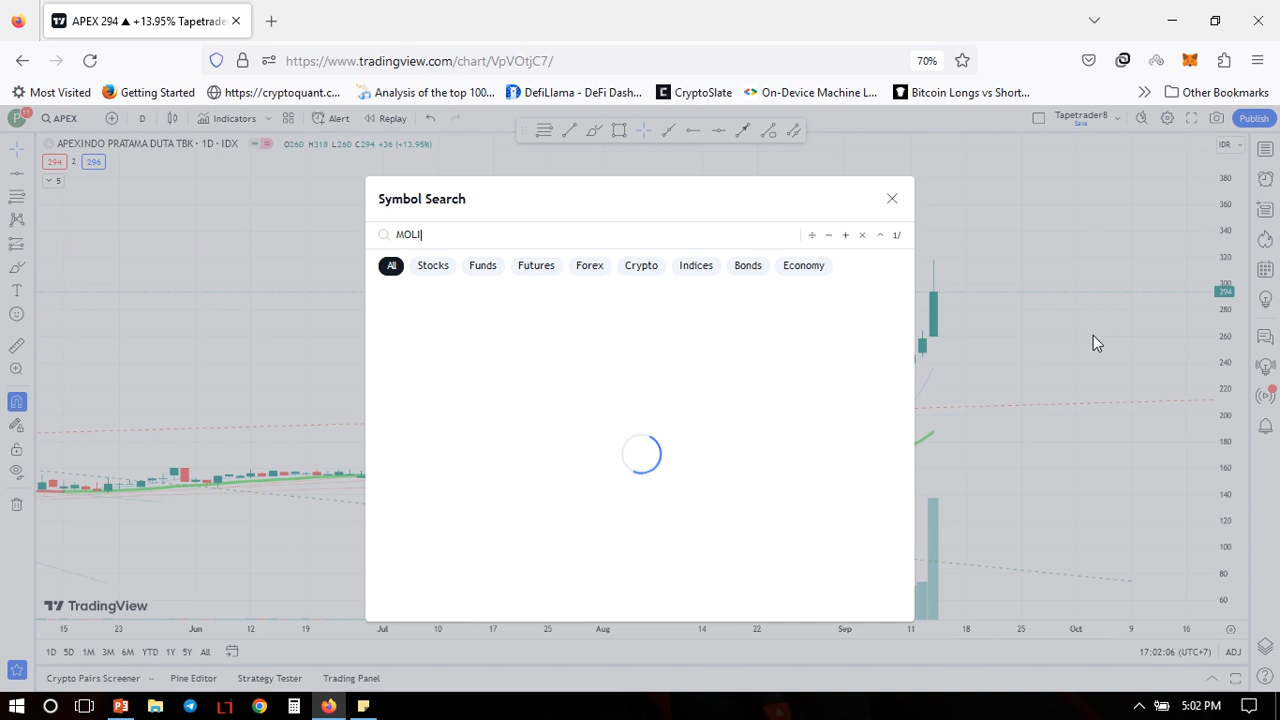 APEX 294 ▲ +13.95% Tapetrade
https://www.tradingview.com/chart/VpVOtjC7/
70%
Most Visited
Getting Started
https://cryptoquant.c...
Analysis of the top 100...
DefiLlama - DeFi Dash...
CryptoSlate
On-Device Machine L...
Bitcoin Longs vs Short...
Other Bookmarks
P 11 APEX D Indicators Alert Replay
Tapetrader8
Save
Publish
APEXINDO PRATAMA DUTA TBK · 1D · IDX O260 H318 L260 C294 +36 (+13.95%)
IDR
294 2 296
5
Symbol Search
MOLI
1/
All Stocks Funds Futures Forex Crypto Indices Bonds Economy
380
360
340
320
300
294
280
260
240
220
200
180
160
140
120
100
80
60
TradingView
15 23 Jun 12 19 Jul 10 17 25 Aug 14 22 Sep 11 18 25 Oct 9 16
1D 5D 1M 3M 6M YTD 1Y 5Y All
17:02:06 (UTC+7) ADJ
Crypto Pairs Screener Pine Editor Strategy Tester Trading Panel
5:02 PM